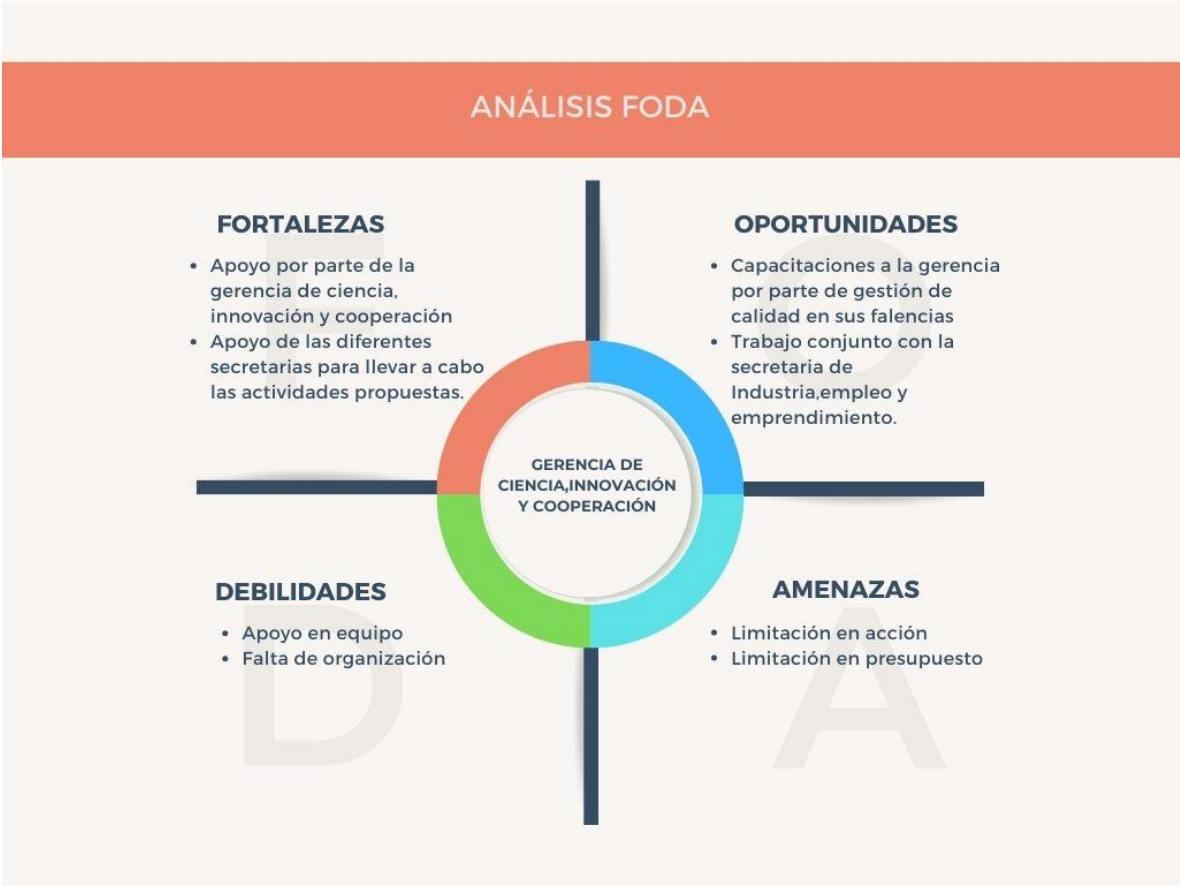 ANÁLISIS FODA
FORTALEZAS
• Apoyo por parte de la
gerencia de ciencia,
innovación y cooperación
• Apoyo de las diferentes
secretarias para llevar a cabo
las actividades propuestas.
OPORTUNIDADES
• Capacitaciones a la gerencia
por parte de gestión de
calidad en sus falencias
• Trabajo conjunto con la
secretaria de
Industria,empleo y
emprendimiento.
GERENCIA DE
CIENCIA,INNOVACIÓN
Y COOPERACIÓN
DEBILIDADES
• Apoyo en equipo
• Falta de organización
AMENAZAS
• Limitación en acción
• Limitación en presupuesto
F
O
D
A